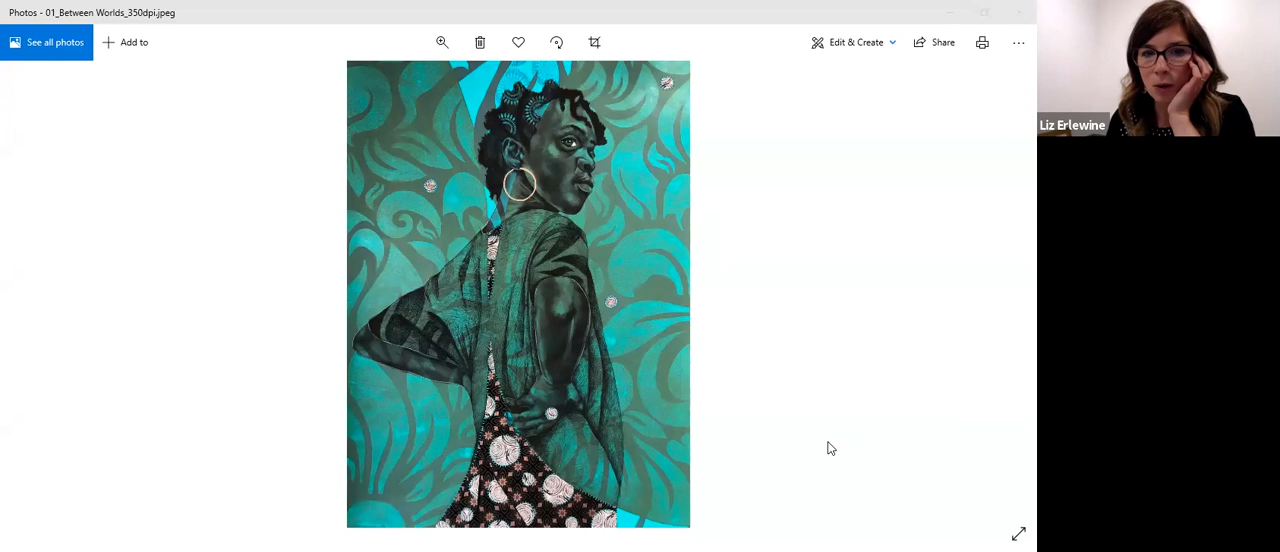 Photos - 01_Between Worlds_350dpi.jpeg
See all photos
Add to
Edit & Create
Share
Liz Erlewine